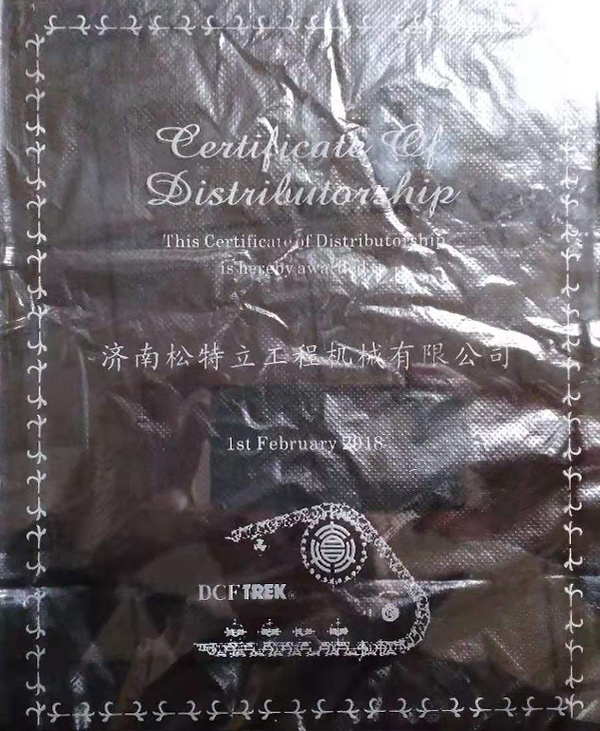 Certificate Of
Distributorship
This Certificate of Distributorship
is hereby awarded
济南松特立工程机械有限公司
1st February 2018
DCF TREK